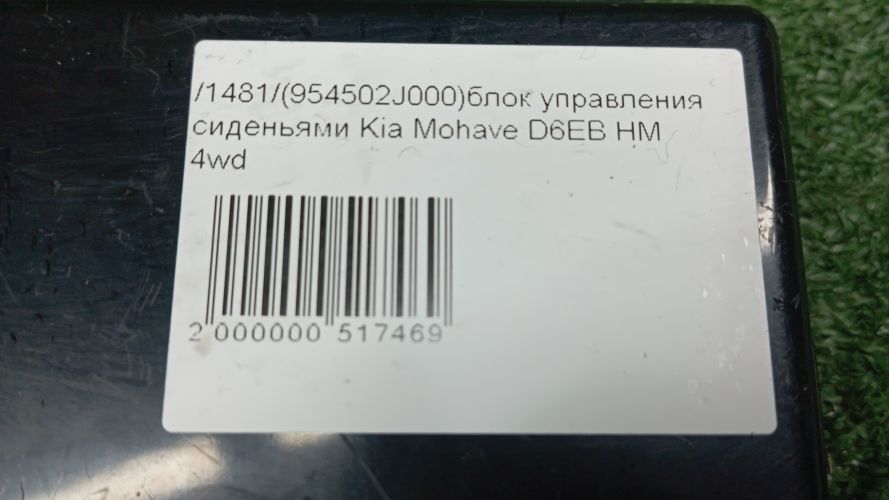 /1481/(954502J000)блок управления
сиденьями Kia Mohave D6EB HM
4wd
2 000000 517469